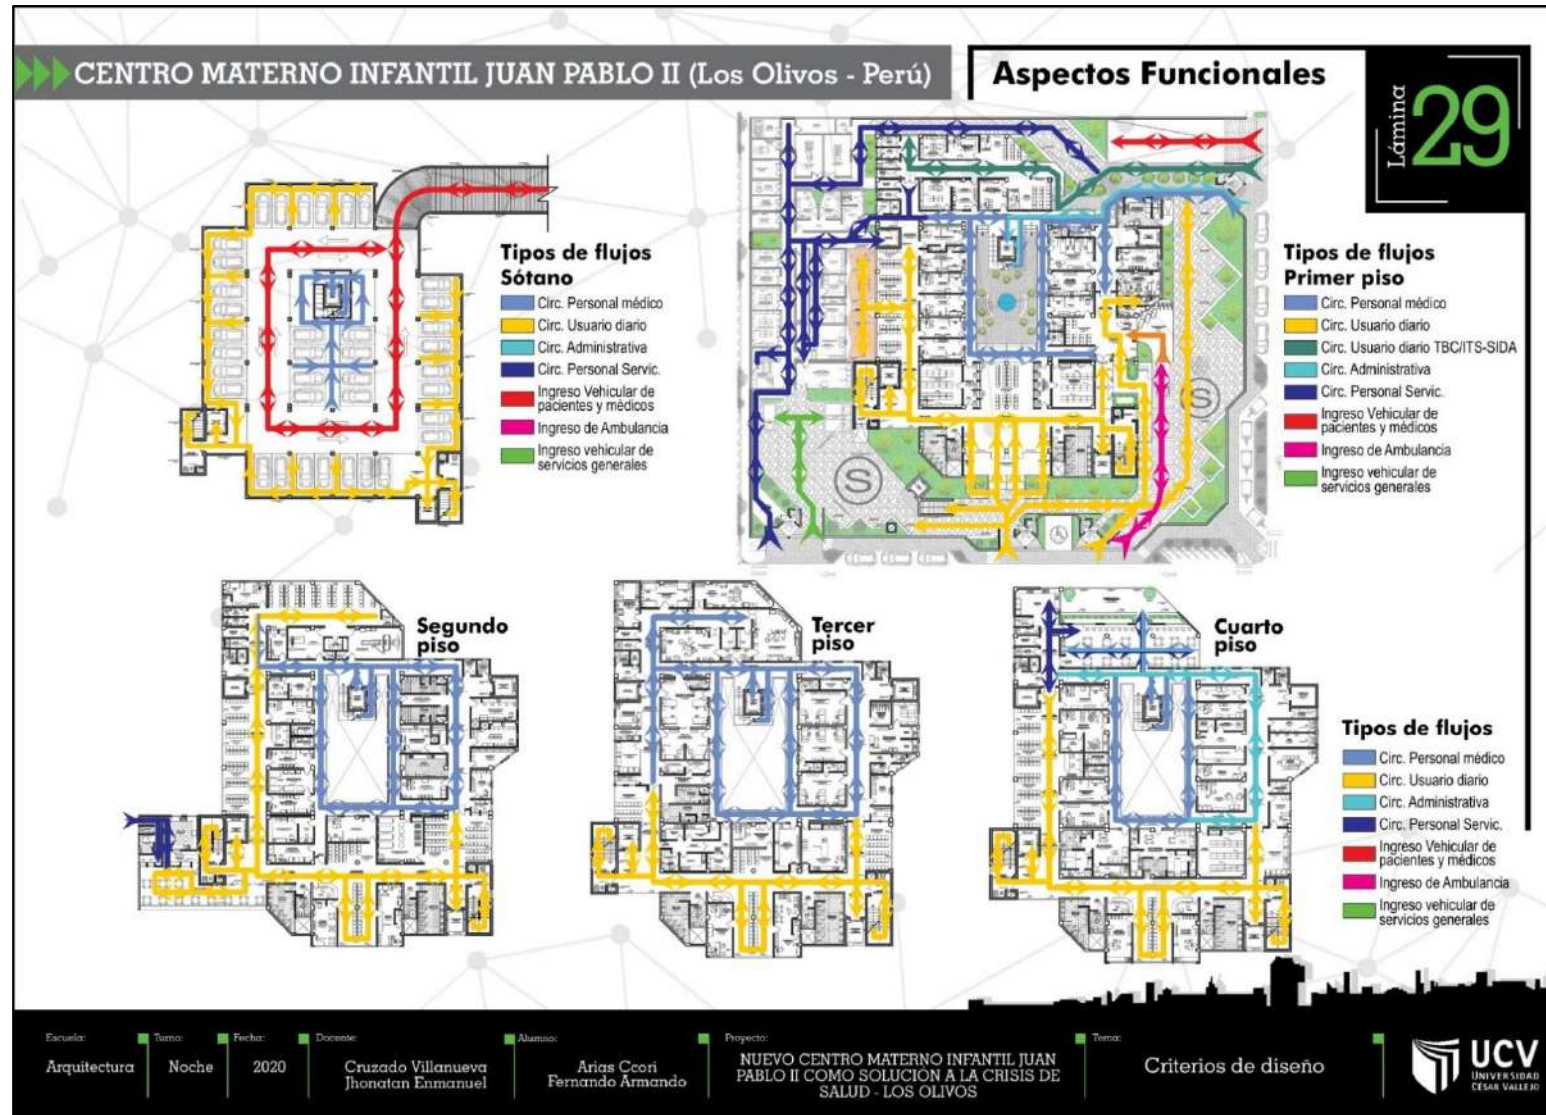 CENTRO MATERNO INFANTIL JUAN PABLO II (Los Olivos - Perú)
Aspectos Funcionales
Lámina
29
Tipos de flujos
Sótano
Circ. Personal médico
Circ. Usuario diario
Circ. Administrativa
Circ. Personal Servic.
Ingreso Vehicular de
pacientes y médicos
Ingreso de Ambulancia
Ingreso vehicular de
servicios generales
S
S
Tipos de flujos
Primer piso
Circ. Personal médico
Circ. Usuario diario
Circ. Usuario diario TBC/ITS-SIDA
Circ. Administrativa
Circ. Personal Servic.
Ingreso Vehicular de
pacientes y médicos
Ingreso de Ambulancia
Ingreso vehicular de
servicios generales
Segundo
piso
Tercer
piso
Cuarto
piso
Tipos de flujos
Circ. Personal médico
Circ. Usuario diario
Circ. Administrativa
Circ. Personal Servic.
Ingreso Vehicular de
pacientes y médicos
Ingreso de Ambulancia
Ingreso vehicular de
servicios generales
Escuela:
Arquitectura
Turno:
Noche
Fecha:
2020
Docente:
Cruzado Villanueva
Jhonatan Enmanuel
Alumno:
Arias Ccori
Fernando Armando
Proyecto:
NUEVO CENTRO MATERNO INFANTIL JUAN
PABLO II COMO SOLUCIÓN A LA CRISIS DE
SALUD - LOS OLIVOS
Tema:
Criterios de diseño
UCV
UNIVERSIDAD
CÉSAR VALLEJO